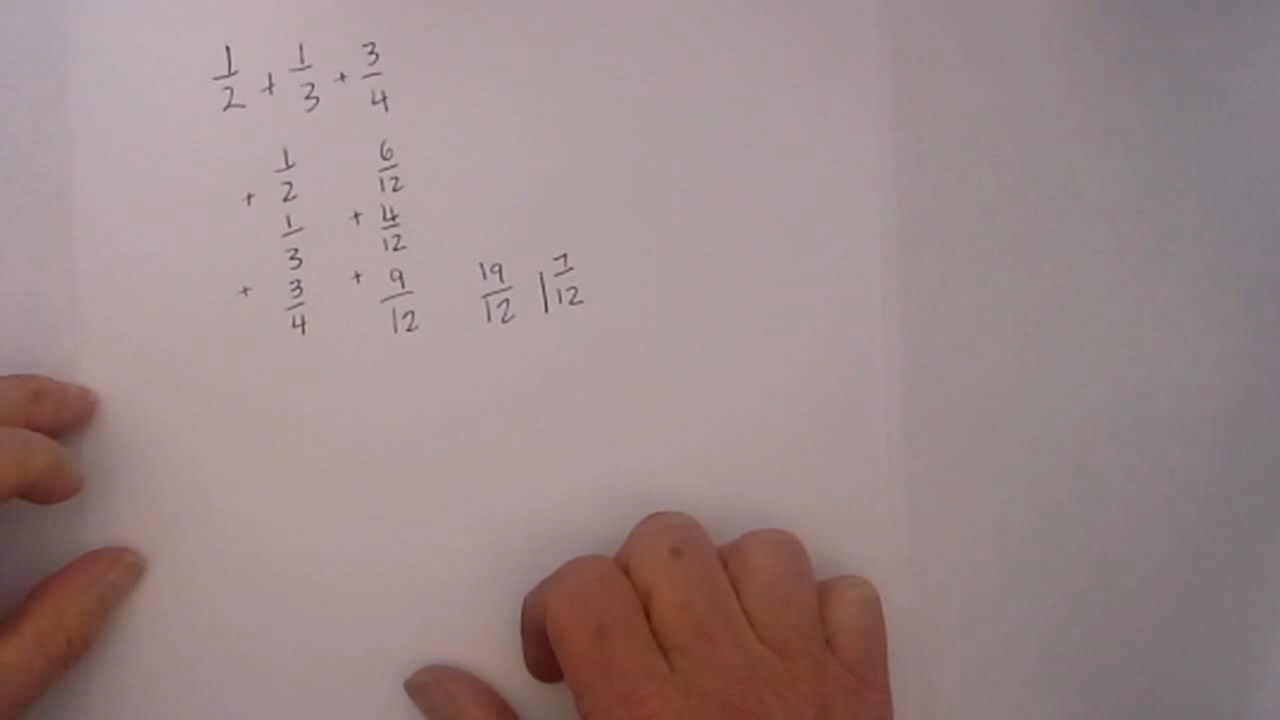 1/2 + 1/3 + 3/4
1/2 6/12
+ 1/3 + 4/12
+ 3/4 + 9/12 19/12 1 7/12